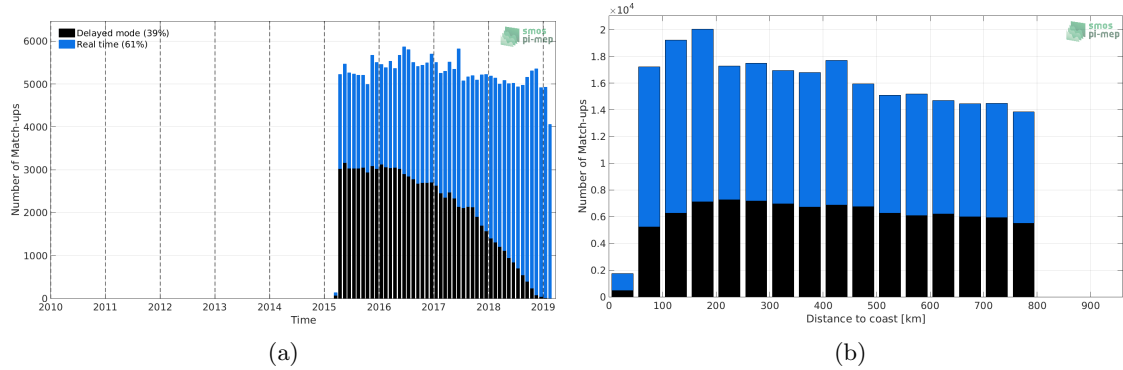 Delayed mode (39%)
Real time (61%)
smos
pi-mep
Number of Match-ups
6000
5000
4000
3000
2000
1000
0
2010 2011 2012 2013 2014 2015 2016 2017 2018 2019
Time
(a)
×10⁴
smos
pi-mep
Number of Match-ups
2
1.8
1.6
1.4
1.2
1
0.8
0.6
0.4
0.2
0
0 100 200 300 400 500 600 700 800 900
Distance to coast [km]
(b)